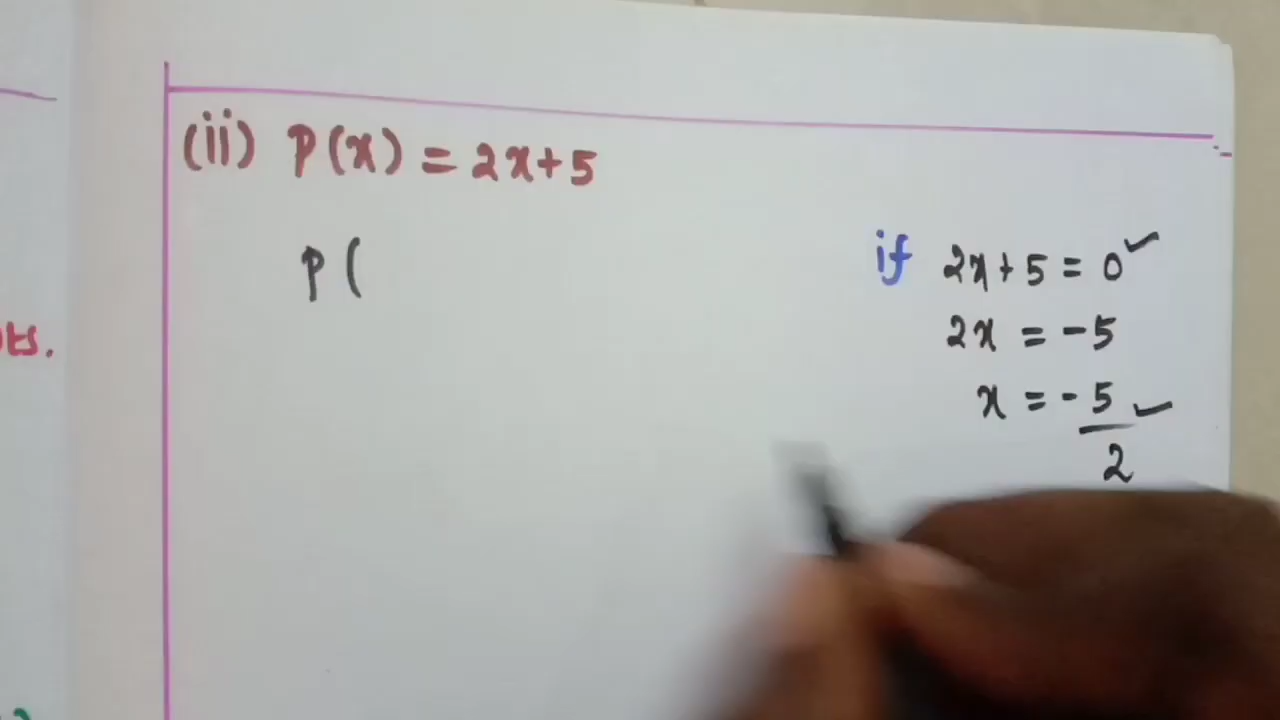 (ii) P(x) = 2x+5
P(
if 2x+5 = 0 ✓
2x = -5
x = -5/2 ✓